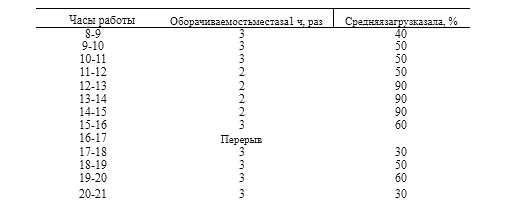 Часы работы Оборачиваемостьместаза1 ч, раз Средняязагрузказала, %
8-9 3 40
9-10 3 50
10-11 3 50
11-12 2 50
12-13 2 90
13-14 2 90
14-15 2 90
15-16 3 60
16-17 Перерыв
17-18 3 30
18-19 3 50
19-20 3 60
20-21 3 30